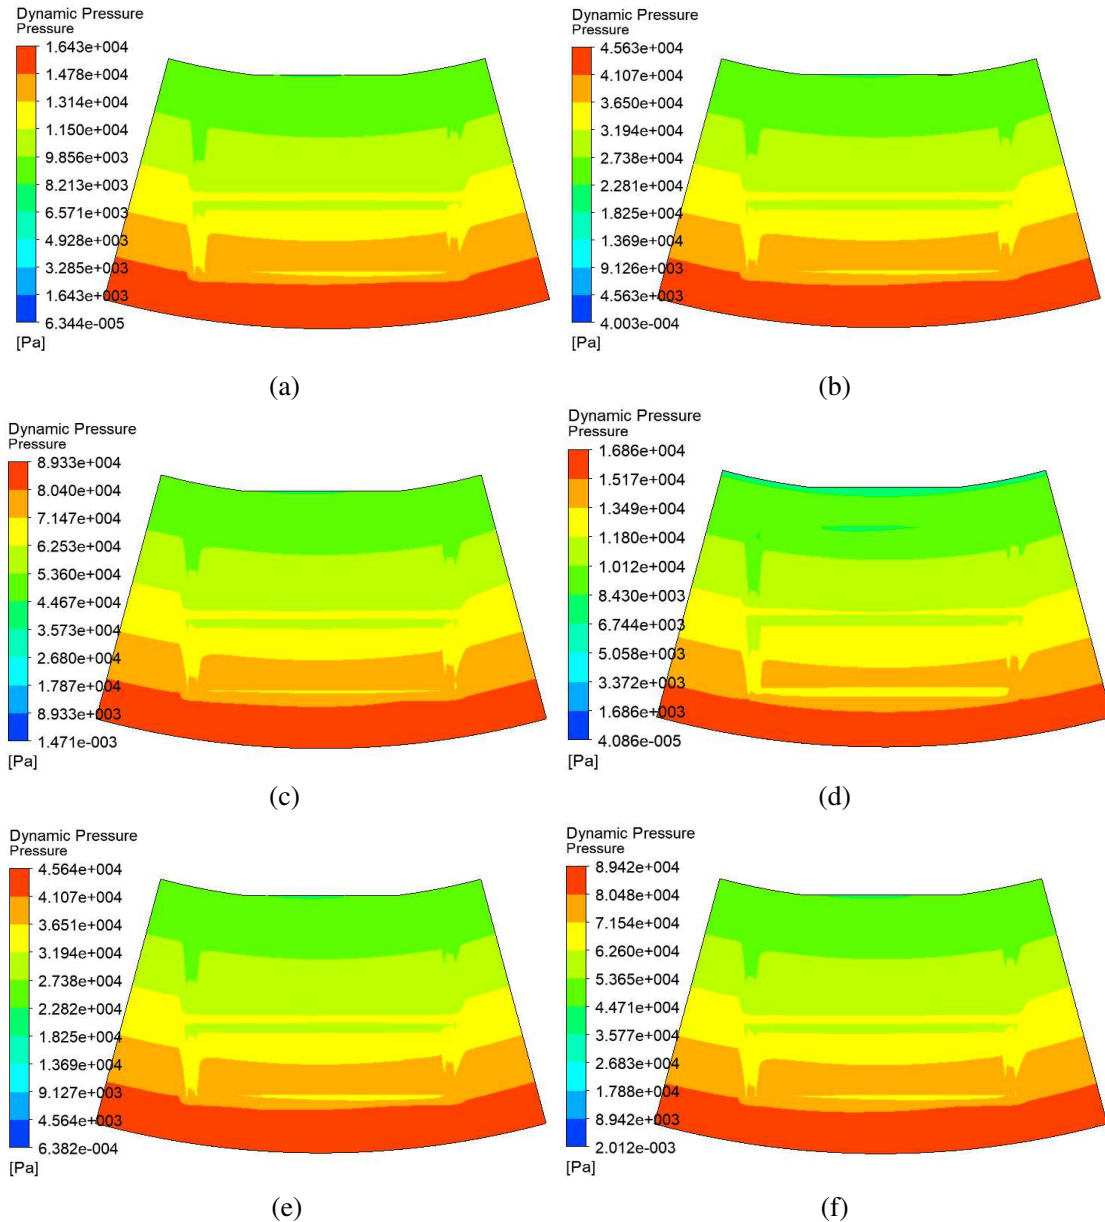 Dynamic Pressure
Pressure
1.643e+004
1.478e+004
1.314e+004
1.150e+004
9.856e+003
8.213e+003
6.571e+003
4.928e+003
3.285e+003
1.643e+003
6.344e-005
[Pa]
(a)
Dynamic Pressure
Pressure
4.563e+004
4.107e+004
3.650e+004
3.194e+004
2.738e+004
2.281e+004
1.825e+004
1.369e+004
9.126e+003
4.563e+003
4.003e-004
[Pa]
(b)
Dynamic Pressure
Pressure
8.933e+004
8.040e+004
7.147e+004
6.253e+004
5.360e+004
4.467e+004
3.573e+004
2.680e+004
1.787e+004
8.933e+003
1.471e-003
[Pa]
(c)
Dynamic Pressure
Pressure
1.686e+004
1.517e+004
1.349e+004
1.180e+004
1.012e+004
8.430e+003
6.744e+003
5.058e+003
3.372e+003
1.686e+003
4.086e-005
[Pa]
(d)
Dynamic Pressure
Pressure
4.564e+004
4.107e+004
3.651e+004
3.194e+004
2.738e+004
2.282e+004
1.825e+004
1.369e+004
9.127e+003
4.564e+003
6.382e-004
[Pa]
(e)
Dynamic Pressure
Pressure
8.942e+004
8.048e+004
7.154e+004
6.260e+004
5.365e+004
4.471e+004
3.577e+004
2.683e+004
1.788e+004
8.942e+003
2.012e-003
[Pa]
(f)